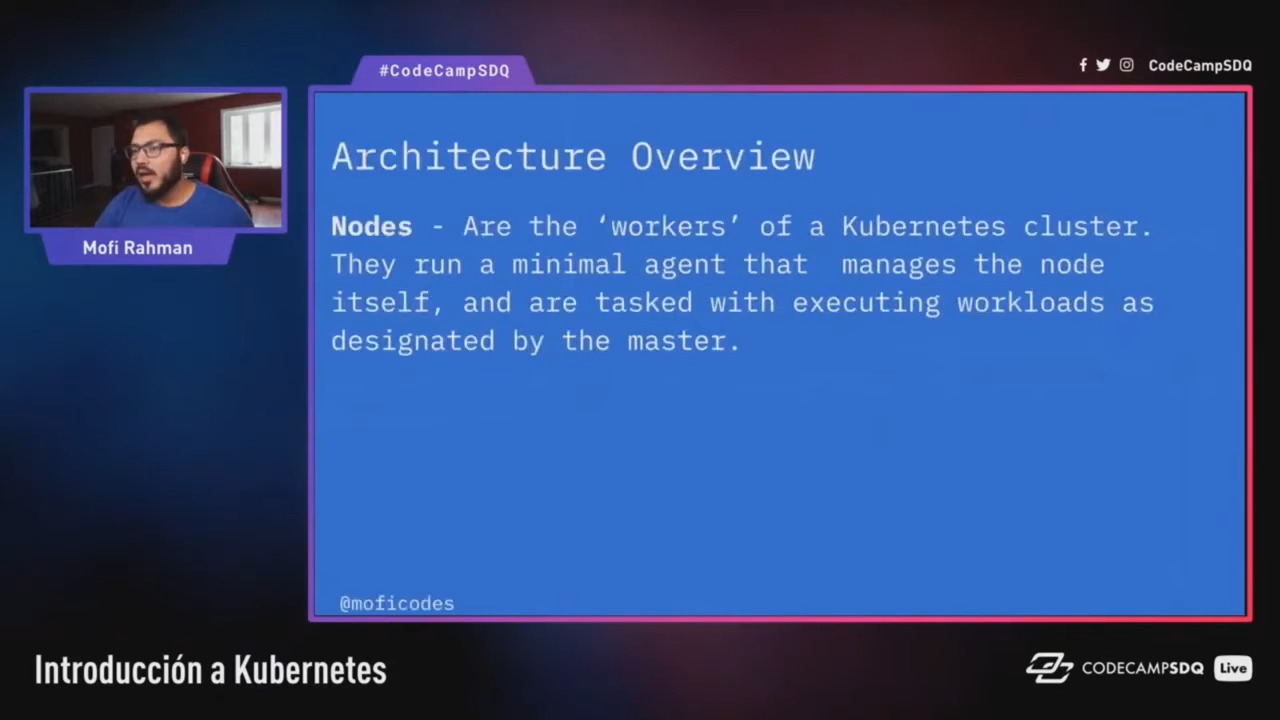 #CodeCampSDQ
CodeCampSDQ
Mofi Rahman
Architecture Overview
Nodes - Are the ‘workers’ of a Kubernetes cluster.
They run a minimal agent that  manages the node
itself, and are tasked with executing workloads as
designated by the master.
@moficodes
Introducción a Kubernetes
CODECAMPSDQ Live